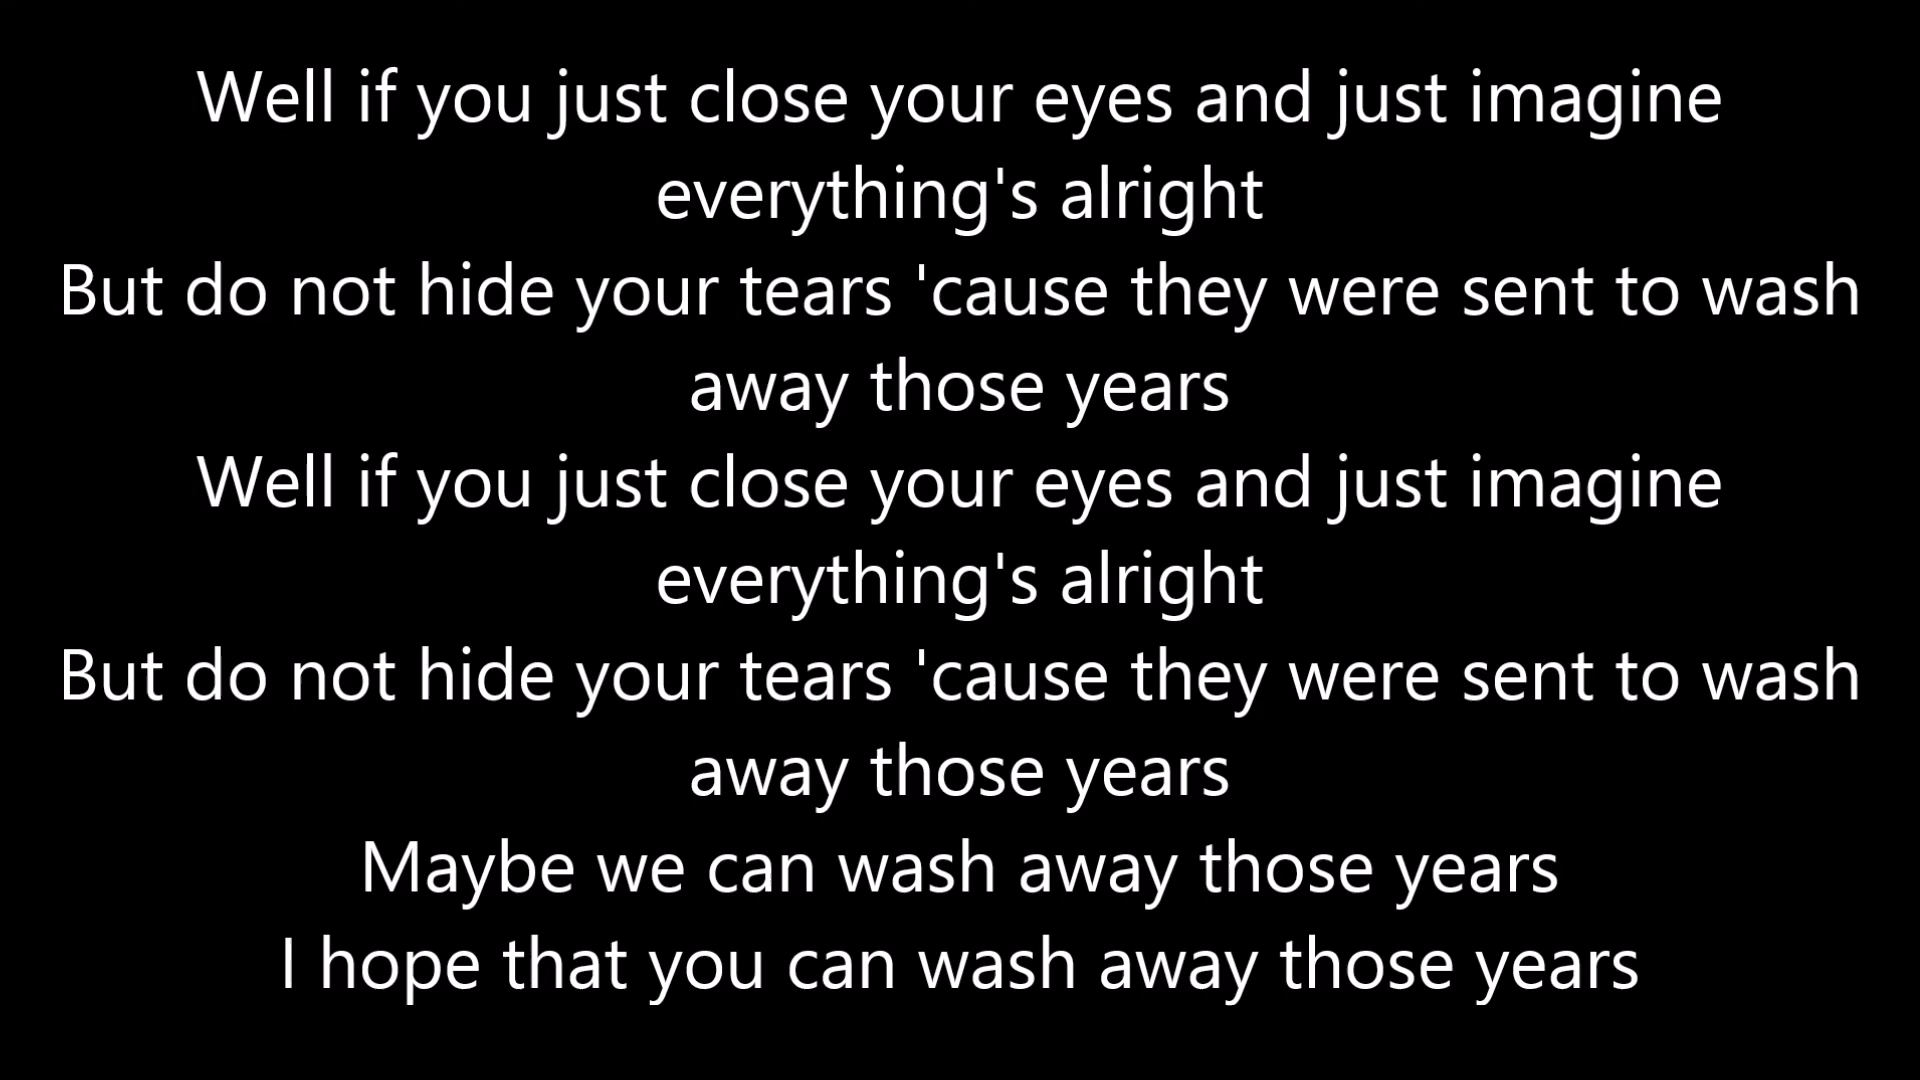 Well if you just close your eyes and just imagine
everything's alright
But do not hide your tears 'cause they were sent to wash
away those years
Well if you just close your eyes and just imagine
everything's alright
But do not hide your tears 'cause they were sent to wash
away those years
Maybe we can wash away those years
I hope that you can wash away those years